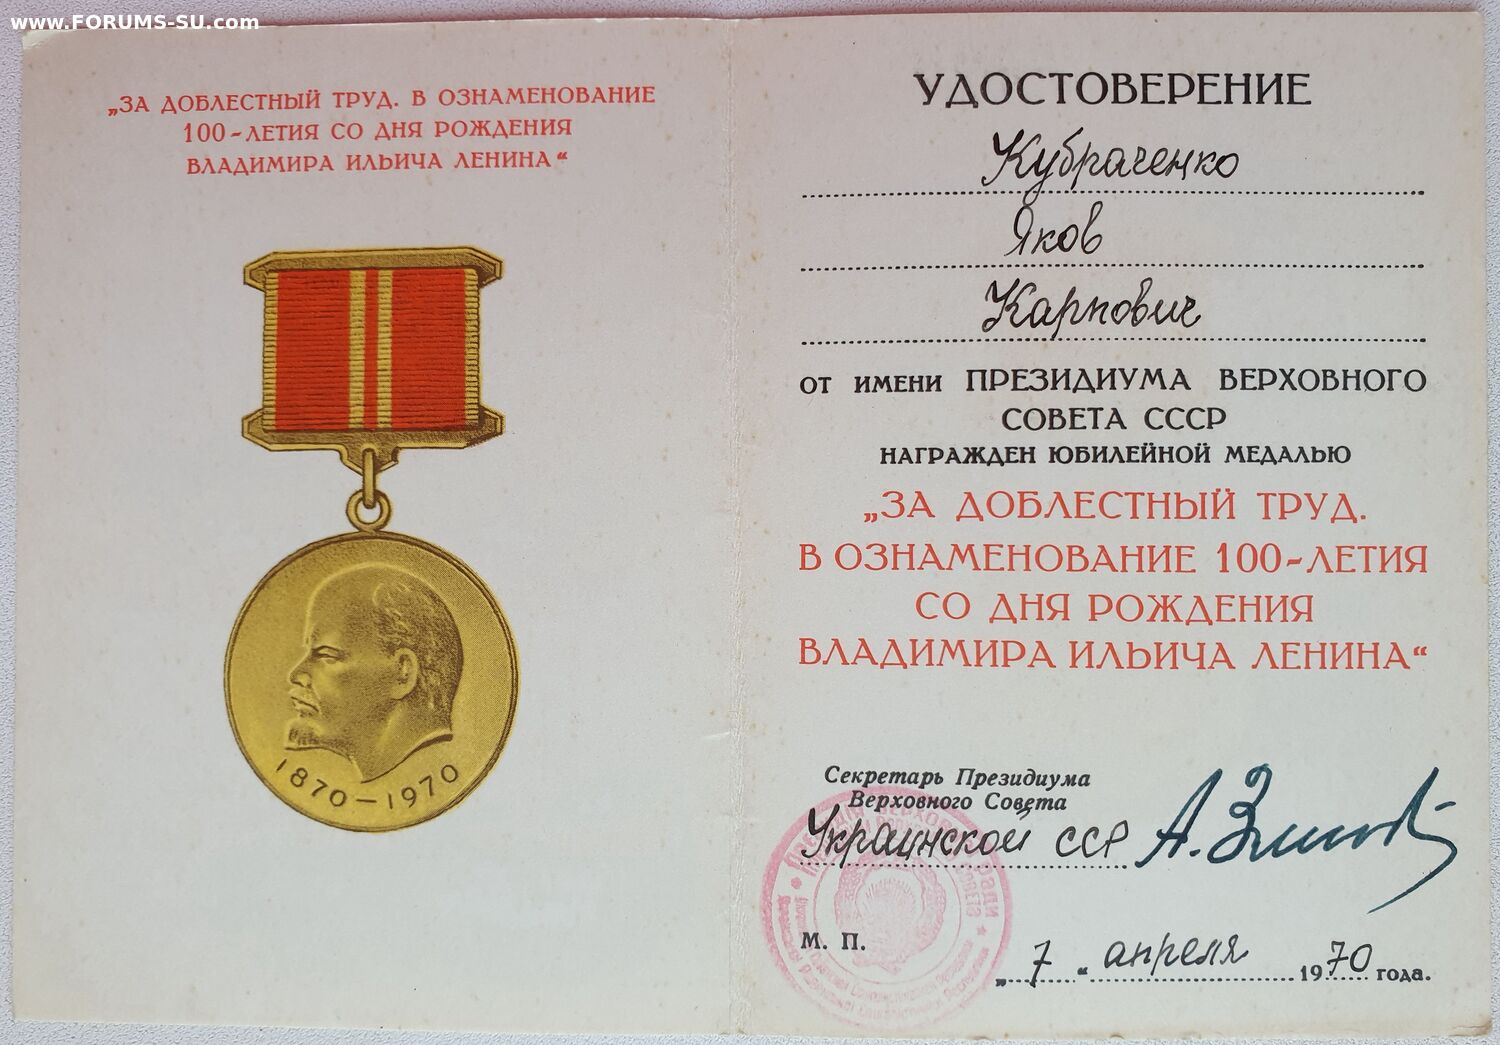 www.FORUMS-SU.com
„ЗА ДОБЛЕСТНЫЙ ТРУД. В ОЗНАМЕНОВАНИЕ
100-ЛЕТИЯ СО ДНЯ РОЖДЕНИЯ
ВЛАДИМИРА ИЛЬИЧА ЛЕНИНА“
1870-1970
УДОСТОВЕРЕНИЕ
Кубраченко
Яков
Карпович
ОТ ИМЕНИ ПРЕЗИДИУМА ВЕРХОВНОГО
СОВЕТА СССР
НАГРАЖДЕН ЮБИЛЕЙНОЙ МЕДАЛЬЮ
„ЗА ДОБЛЕСТНЫЙ ТРУД.
В ОЗНАМЕНОВАНИЕ 100-ЛЕТИЯ
СО ДНЯ РОЖДЕНИЯ
ВЛАДИМИРА ИЛЬИЧА ЛЕНИНА“
Секретарь Президиума
Верховного Совета
Украинской ССР
М. П.
„7“ апреля 1970 года.